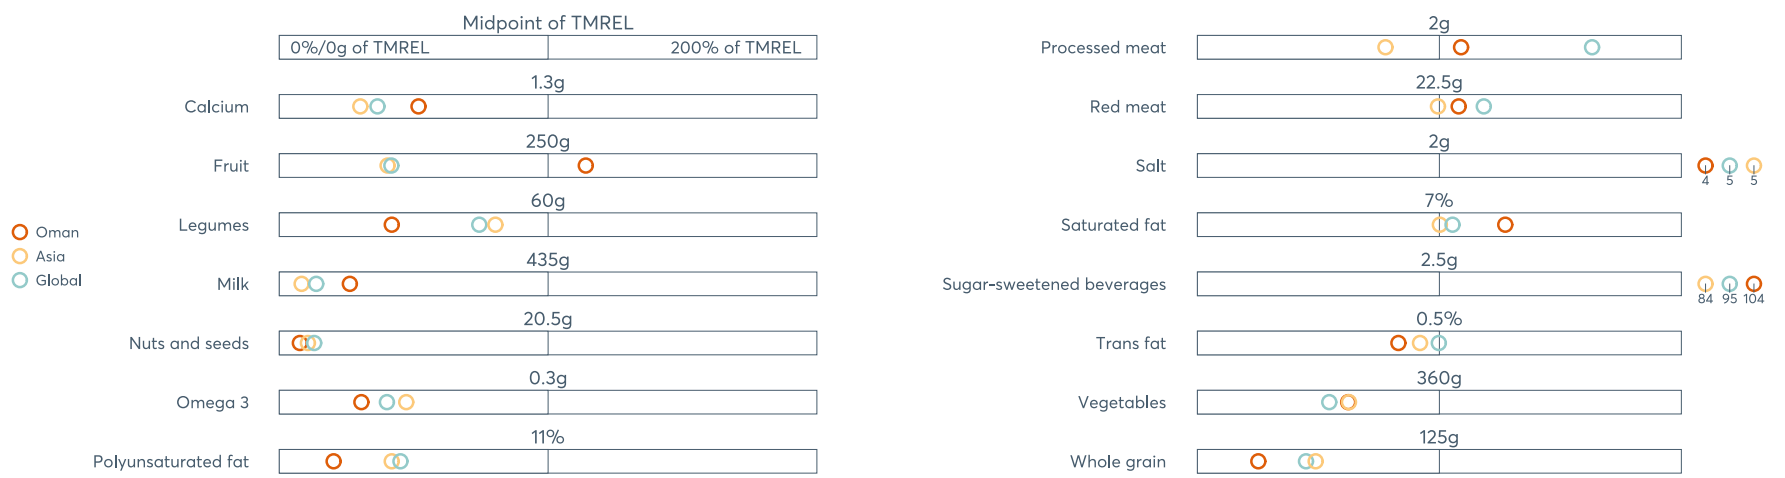 Midpoint of TMREL
0%/0g of TMREL 200% of TMREL
1.3g
Calcium
250g
Fruit
60g
Legumes
435g
Milk
20.5g
Nuts and seeds
0.3g
Omega 3
11%
Polyunsaturated fat
Oman
Asia
Global
2g
Processed meat
22.5g
Red meat
2g
Salt
4 5 5
7%
Saturated fat
2.5g
Sugar-sweetened beverages
84 95 104
0.5%
Trans fat
360g
Vegetables
125g
Whole grain